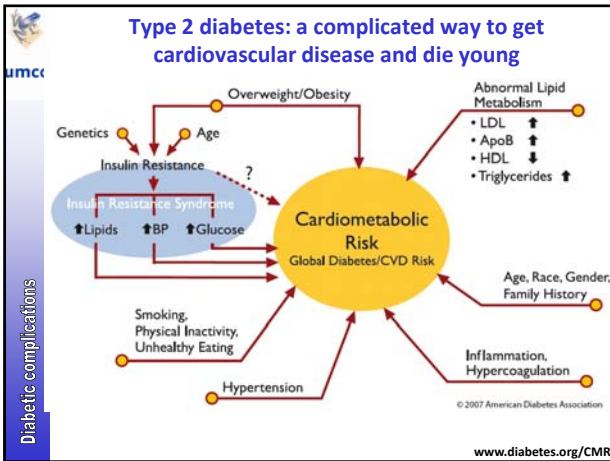 Type 2 diabetes: a complicated way to get
cardiovascular disease and die young
umcc
Overweight/Obesity
Abnormal Lipid
Metabolism
• LDL ⬆
• ApoB ⬆
• HDL ⬇
• Triglycerides ⬆
Genetics
Age
Insulin Resistance
?
Insulin Resistance Syndrome
⬆Lipids ⬆BP ⬆Glucose
Cardiometabolic
Risk
Global Diabetes/CVD Risk
Age, Race, Gender,
Family History
Smoking,
Physical Inactivity,
Unhealthy Eating
Inflammation,
Hypercoagulation
Hypertension
© 2007 American Diabetes Association
Diabetic complications
www.diabetes.org/CMR